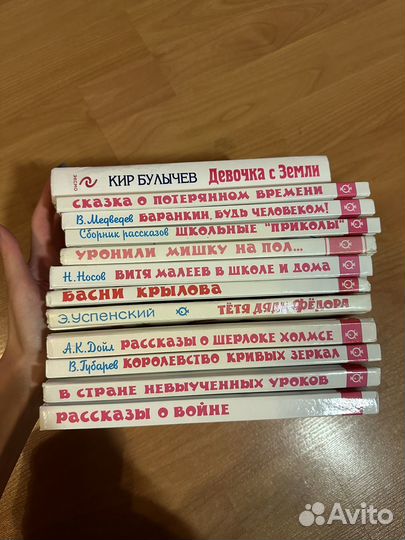 ЭКСМО КИР БУЛЫЧЕВ Девочка с Земли
СКАЗКА О ПОТЕРЯННОМ ВРЕМЕНИ
В. Медведев БАРАНКИН, БУДЬ ЧЕЛОВЕКОМ!
Сборник рассказов ШКОЛЬНЫЕ "ПРИКОЛЫ"
УРОНИЛИ МИШКУ НА ПОЛ...
Н. Носов ВИТЯ МАЛЕЕВ В ШКОЛЕ И ДОМА
БАСНИ КРЫЛОВА
Э. УСПЕНСКИЙ ТЁТЯ ДЯДИ ФЁДОРА
А.К. Дойл РАССКАЗЫ О ШЕРЛОКЕ ХОЛМСЕ
В. Губарев КОРОЛЕВСТВО КРИВЫХ ЗЕРКАЛ
В СТРАНЕ НЕВЫУЧЕННЫХ УРОКОВ
РАССКАЗЫ О ВОЙНЕ
Avito